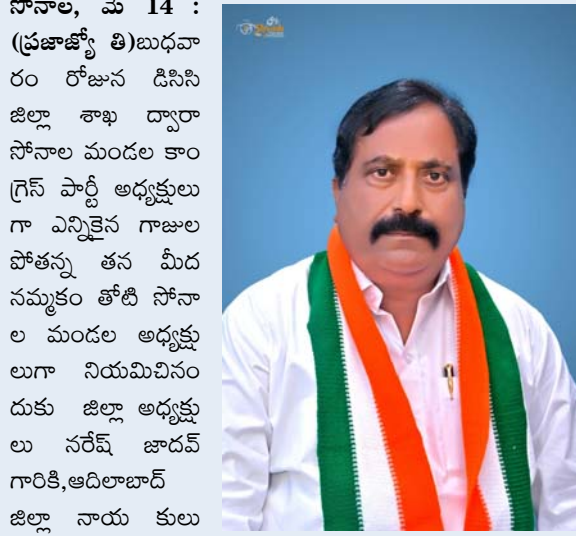 సోనాల, మే 14 :
(ప్రజాజ్యో తి)బుధవా
రం రోజున డిసిసి
జిల్లా శాఖ ద్వారా
సోనాల మండల కాం
గ్రెస్ పార్టీ అధ్యక్షులు
గా ఎన్నికైన గాజుల
పోతన్న తన మీద
నమ్మకం తోటి సోనా
ల మండల అధ్యక్షు
లుగా నియమిచినం
దుకు జిల్లా అధ్యక్షు
లు నరేష్ జాదవ్
గారికి,ఆదిలాబాద్
జిల్లా నాయ కులు